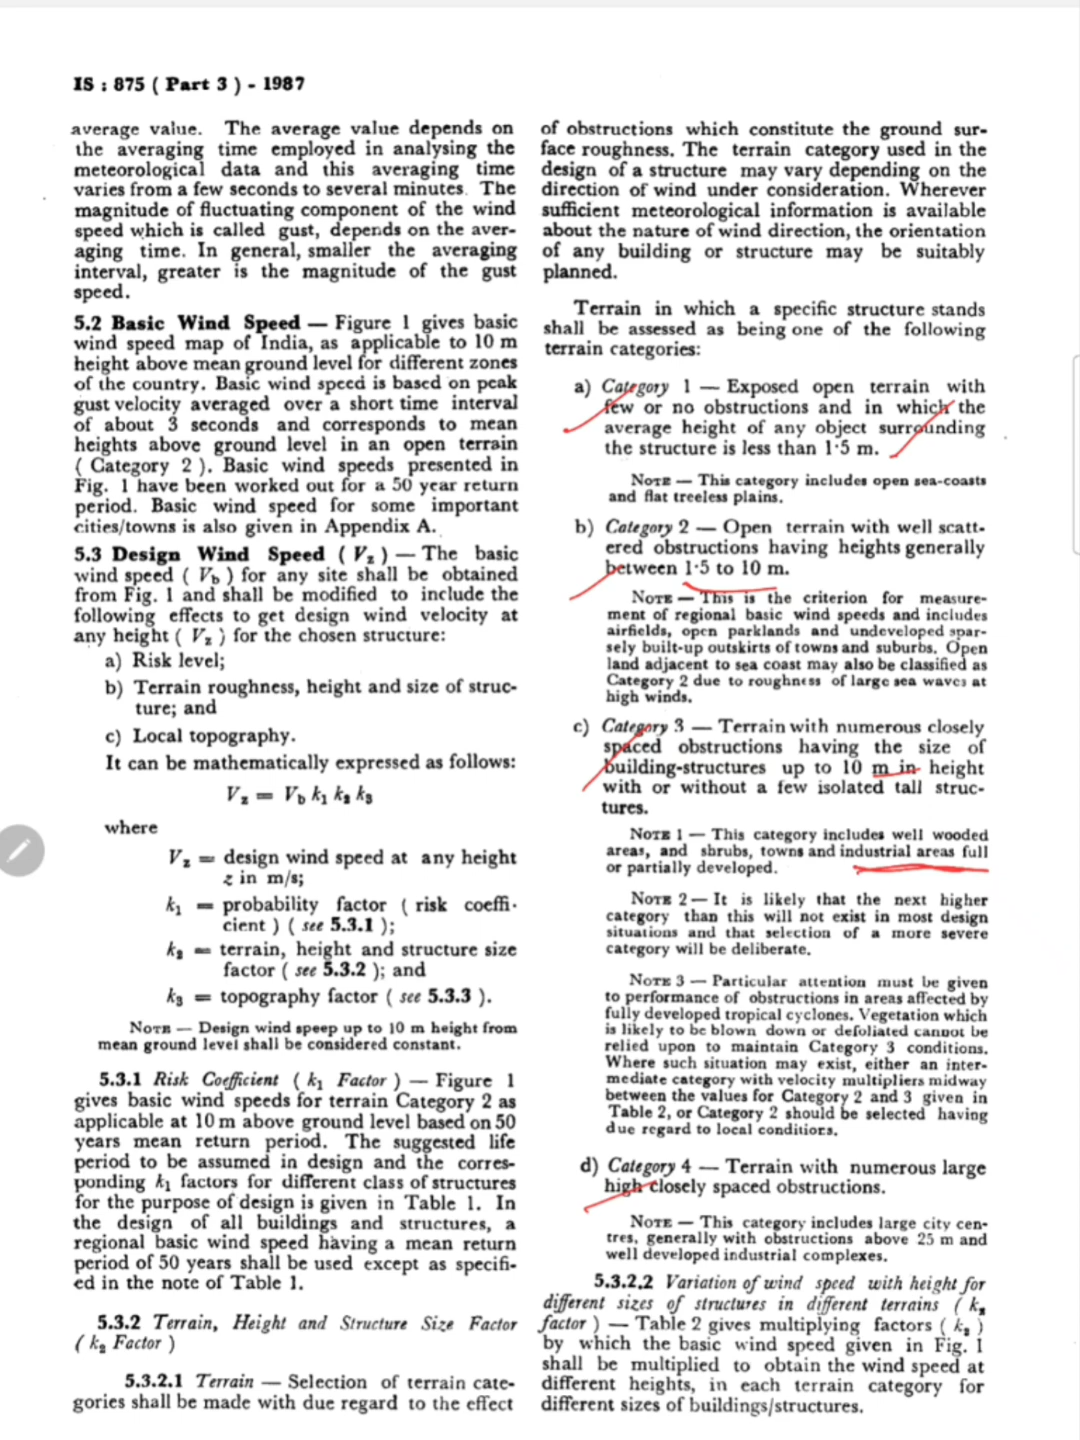 IS : 875 ( Part 3 ) - 1987
average value. The average value depends on
the averaging time employed in analysing the
meteorological data and this averaging time
varies from a few seconds to several minutes. The
magnitude of fluctuating component of the wind
speed which is called gust, depends on the aver-
aging time. In general, smaller the averaging
interval, greater is the magnitude of the gust
speed.
5.2 Basic Wind Speed — Figure 1 gives basic
wind speed map of India, as applicable to 10 m
height above mean ground level for different zones
of the country. Basic wind speed is based on peak
gust velocity averaged over a short time interval
of about 3 seconds and corresponds to mean
heights above ground level in an open terrain
( Category 2 ). Basic wind speeds presented in
Fig. 1 have been worked out for a 50 year return
period. Basic wind speed for some important
cities/towns is also given in Appendix A.
5.3 Design Wind Speed ( Vz ) — The basic
wind speed ( Vb ) for any site shall be obtained
from Fig. 1 and shall be modified to include the
following effects to get design wind velocity at
any height ( Vz ) for the chosen structure:
a) Risk level;
b) Terrain roughness, height and size of struc-
ture; and
c) Local topography.
It can be mathematically expressed as follows:
Vz = Vb k1 k2 k3
where
Vz = design wind speed at any height
z in m/s;
k1 = probability factor ( risk coeffi-
cient ) ( see 5.3.1 );
k2 = terrain, height and structure size
factor ( see 5.3.2 ); and
k3 = topography factor ( see 5.3.3 ).
NOTE — Design wind speep up to 10 m height from
mean ground level shall be considered constant.
5.3.1 Risk Coefficient ( k1 Factor ) — Figure 1
gives basic wind speeds for terrain Category 2 as
applicable at 10 m above ground level based on 50
years mean return period. The suggested life
period to be assumed in design and the corres-
ponding k1 factors for different class of structures
for the purpose of design is given in Table 1. In
the design of all buildings and structures, a
regional basic wind speed having a mean return
period of 50 years shall be used except as specifi-
ed in the note of Table 1.
5.3.2 Terrain, Height and Structure Size Factor
( k2 Factor )
5.3.2.1 Terrain — Selection of terrain cate-
gories shall be made with due regard to the effect
of obstructions which constitute the ground sur-
face roughness. The terrain category used in the
design of a structure may vary depending on the
direction of wind under consideration. Wherever
sufficient meteorological information is available
about the nature of wind direction, the orientation
of any building or structure may be suitably
planned.
Terrain in which a specific structure stands
shall be assessed as being one of the following
terrain categories:
a) Category 1 — Exposed open terrain with
few or no obstructions and in which the
average height of any object surrounding
the structure is less than 1·5 m.
NOTE — This category includes open sea-coasts
and flat treeless plains.
b) Category 2 — Open terrain with well scatt-
ered obstructions having heights generally
between 1·5 to 10 m.
NOTE — This is the criterion for measure-
ment of regional basic wind speeds and includes
airfields, open parklands and undeveloped spar-
sely built-up outskirts of towns and suburbs. Open
land adjacent to sea coast may also be classified as
Category 2 due to roughness of large sea waves at
high winds.
c) Category 3 — Terrain with numerous closely
spaced obstructions having the size of
building-structures up to 10 m in height
with or without a few isolated tall struc-
tures.
NOTE 1 — This category includes well wooded
areas, and shrubs, towns and industrial areas full
or partially developed.
NOTE 2 — It is likely that the next higher
category than this will not exist in most design
situations and that selection of a more severe
category will be deliberate.
NOTE 3 — Particular attention must be given
to performance of obstructions in areas affected by
fully developed tropical cyclones. Vegetation which
is likely to be blown down or defoliated cannot be
relied upon to maintain Category 3 conditions.
Where such situation may exist, either an inter-
mediate category with velocity multipliers midway
between the values for Category 2 and 3 given in
Table 2, or Category 2 should be selected having
due regard to local conditions.
d) Category 4 — Terrain with numerous large
high closely spaced obstructions.
NOTE — This category includes large city cen-
tres, generally with obstructions above 25 m and
well developed industrial complexes.
5.3.2.2 Variation of wind speed with height for
different sizes of structures in different terrains ( k2
factor ) — Table 2 gives multiplying factors ( k2 )
by which the basic wind speed given in Fig. 1
shall be multiplied to obtain the wind speed at
different heights, in each terrain category for
different sizes of buildings/structures.